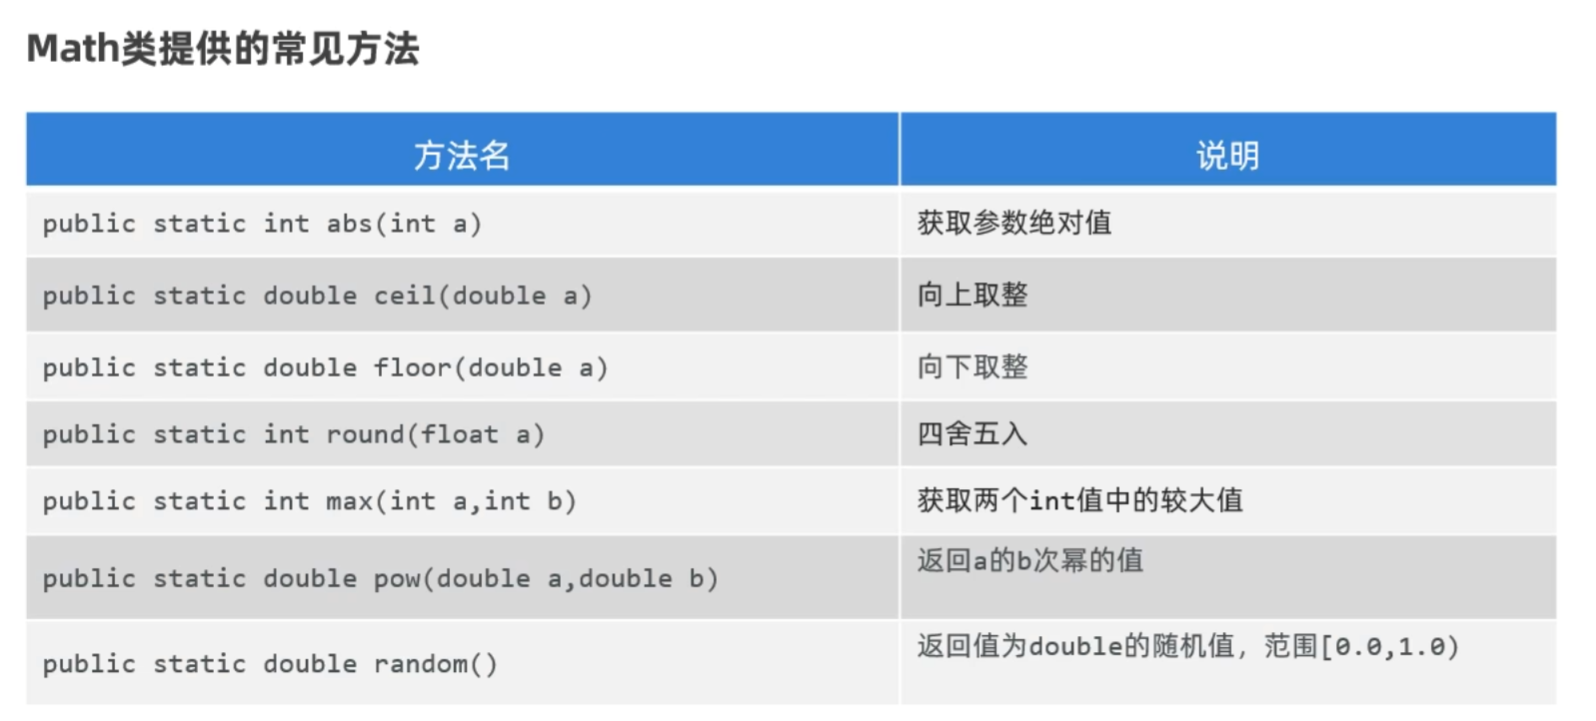 Math类提供的常见方法
方法名 说明
public static int abs(int a) 获取参数绝对值
public static double ceil(double a) 向上取整
public static double floor(double a) 向下取整
public static int round(float a) 四舍五入
public static int max(int a,int b) 获取两个int值中的较大值
public static double pow(double a,double b) 返回a的b次幂的值
public static double random() 返回值为double的随机值，范围[0.0,1.0)